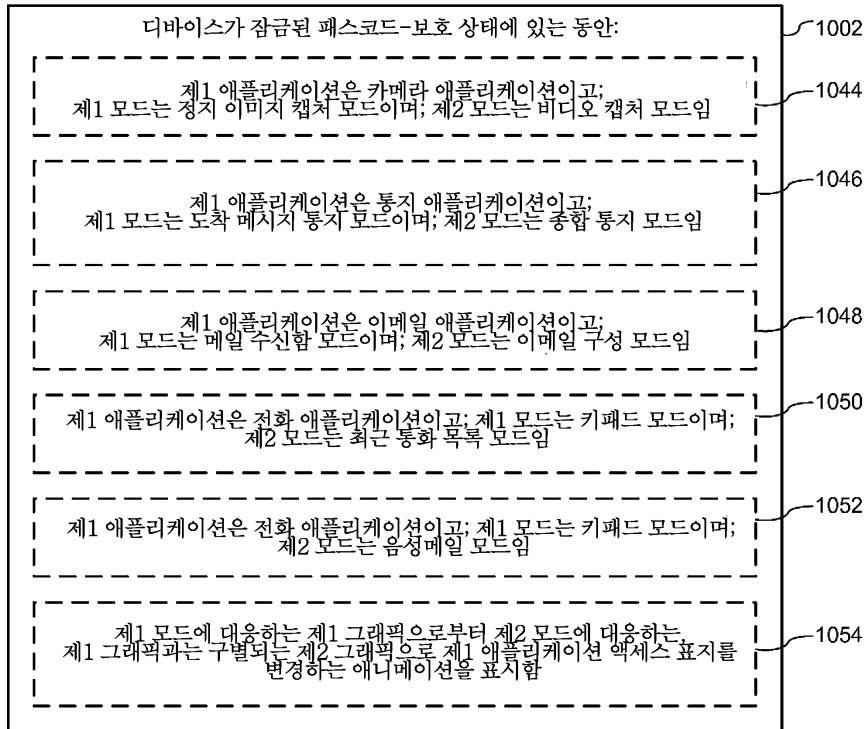 디바이스가 잠금된 패스코드-보호 상태에 있는 동안:
1002
제1 애플리케이션은 카메라 애플리케이션이고;
제1 모드는 정지 이미지 캡처 모드이며; 제2 모드는 비디오 캡처 모드임
1044
제1 애플리케이션은 통지 애플리케이션이고;
제1 모드는 도착 메시지 통지 모드이며; 제2 모드는 종합 통지 모드임
1046
제1 애플리케이션은 이메일 애플리케이션이고;
제1 모드는 메일 수신함 모드이며; 제2 모드는 이메일 구성 모드임
1048
제1 애플리케이션은 전화 애플리케이션이고; 제1 모드는 키패드 모드이며;
제2 모드는 최근 통화 목록 모드임
1050
제1 애플리케이션은 전화 애플리케이션이고; 제1 모드는 키패드 모드이며;
제2 모드는 음성메일 모드임
1052
제1 모드에 대응하는 제1 그래픽으로부터 제2 모드에 대응하는,
제1 그래픽과는 구별되는 제2 그래픽으로 제1 애플리케이션 액세스 표지를
변경하는 애니메이션을 표시함
1054